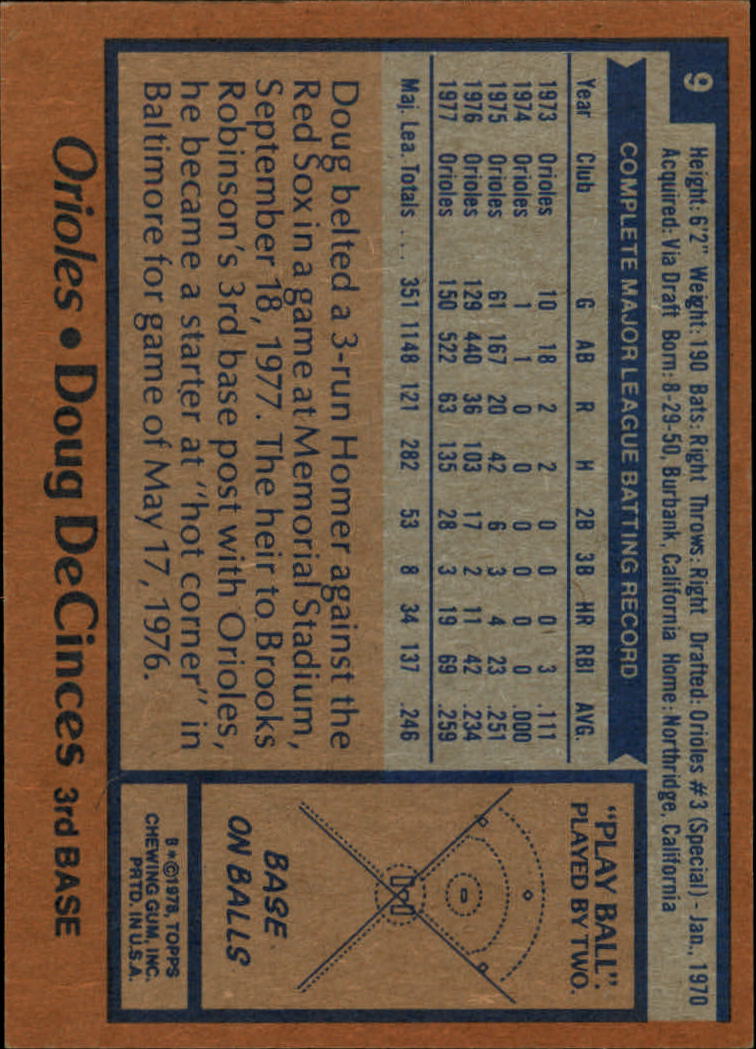 9
Height: 6'2" Weight: 190 Bats: Right Throws: Right Drafted: Orioles #3 (Special) - Jan., 1970
Acquired: Via Draft Born: 8-29-50, Burbank, California Home: Northridge, California
COMPLETE MAJOR LEAGUE BATTING RECORD
Year Club G AB R H 2B 3B HR RBI AVG.
1973 Orioles 10 18 2 2 0 0 0 3 .111
1974 Orioles 1 1 0 0 0 0 0 0 .000
1975 Orioles 61 167 20 42 6 3 4 23 .251
1976 Orioles 129 440 36 103 17 2 11 42 .234
1977 Orioles 150 522 63 135 28 3 19 69 .259
Maj. Lea. Totals ... 351 1148 121 282 53 8 34 137 .246
Doug belted a 3-run Homer against the
Red Sox in a game at Memorial Stadium,
September 18, 1977. The heir to Brooks
Robinson's 3rd base post with Orioles,
he became a starter at "hot corner" in
Baltimore for game of May 17, 1976.
"PLAY BALL".
PLAYED BY TWO.
BASE
ON BALLS
B*©1978, TOPPS
CHEWING GUM, INC.
PRTD. IN U.S.A.
Orioles • Doug DeCinces 3rd BASE